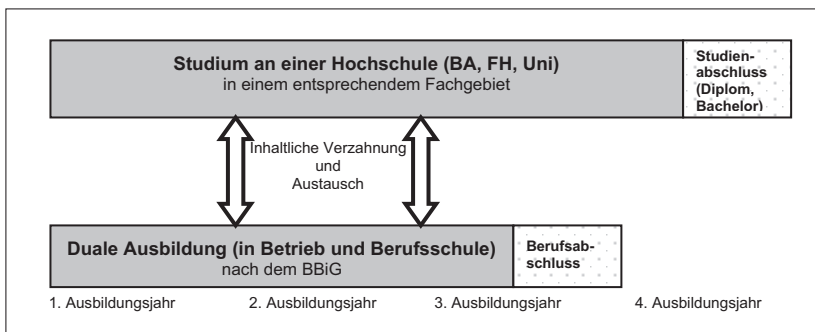 Studium an einer Hochschule (BA, FH, Uni)
in einem entsprechendem Fachgebiet
Studien-
abschluss
(Diplom,
Bachelor)
Inhaltliche Verzahnung
und
Austausch
Duale Ausbildung (in Betrieb und Berufsschule)
nach dem BBiG
Berufsab-
schluss
1. Ausbildungsjahr 2. Ausbildungsjahr 3. Ausbildungsjahr 4. Ausbildungsjahr